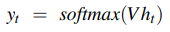 yₜ = softmax(Vhₜ)